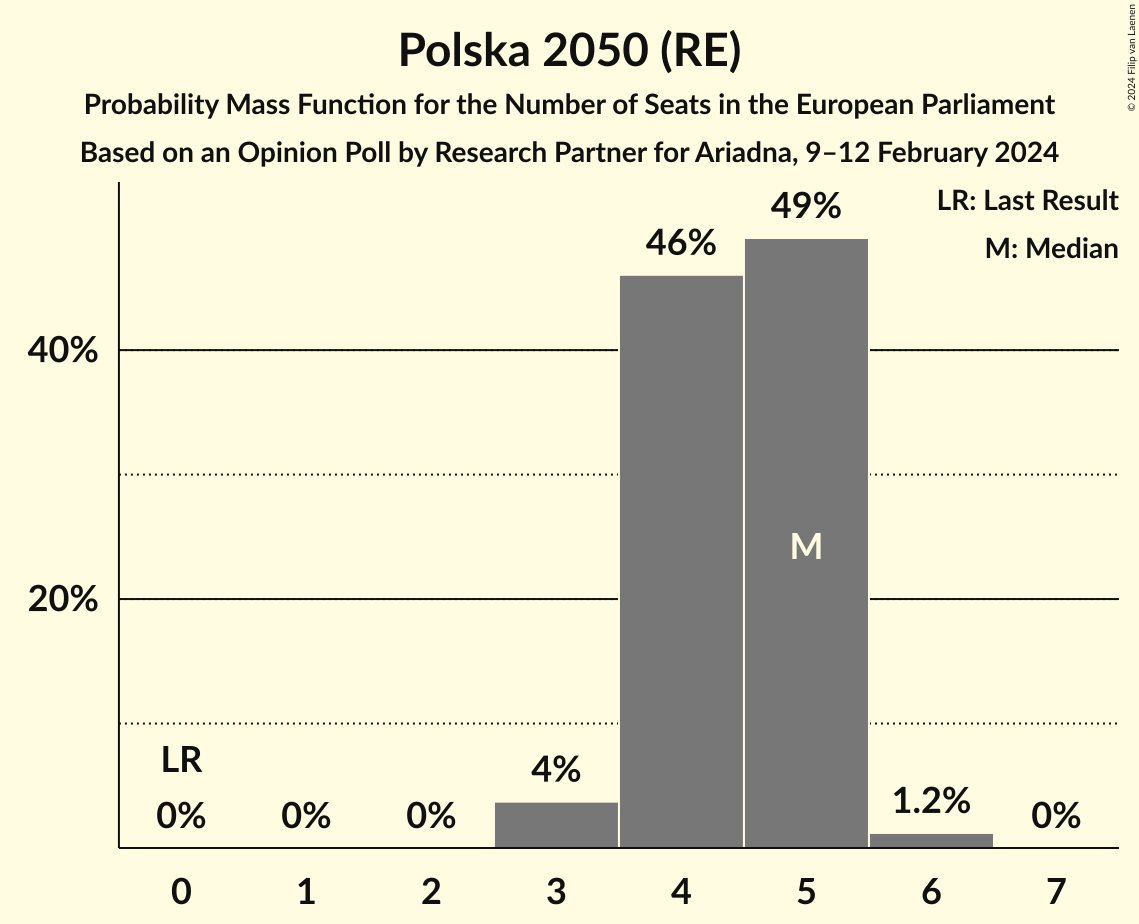 Polska 2050 (RE)
Probability Mass Function for the Number of Seats in the European Parliament
Based on an Opinion Poll by Research Partner for Ariadna, 9–12 February 2024
© 2024 Filip van Laenen
LR: Last Result
M: Median
49%
46%
40%
M
20%
LR
0%
0%
0%
4%
1.2%
0%
0 1 2 3 4 5 6 7